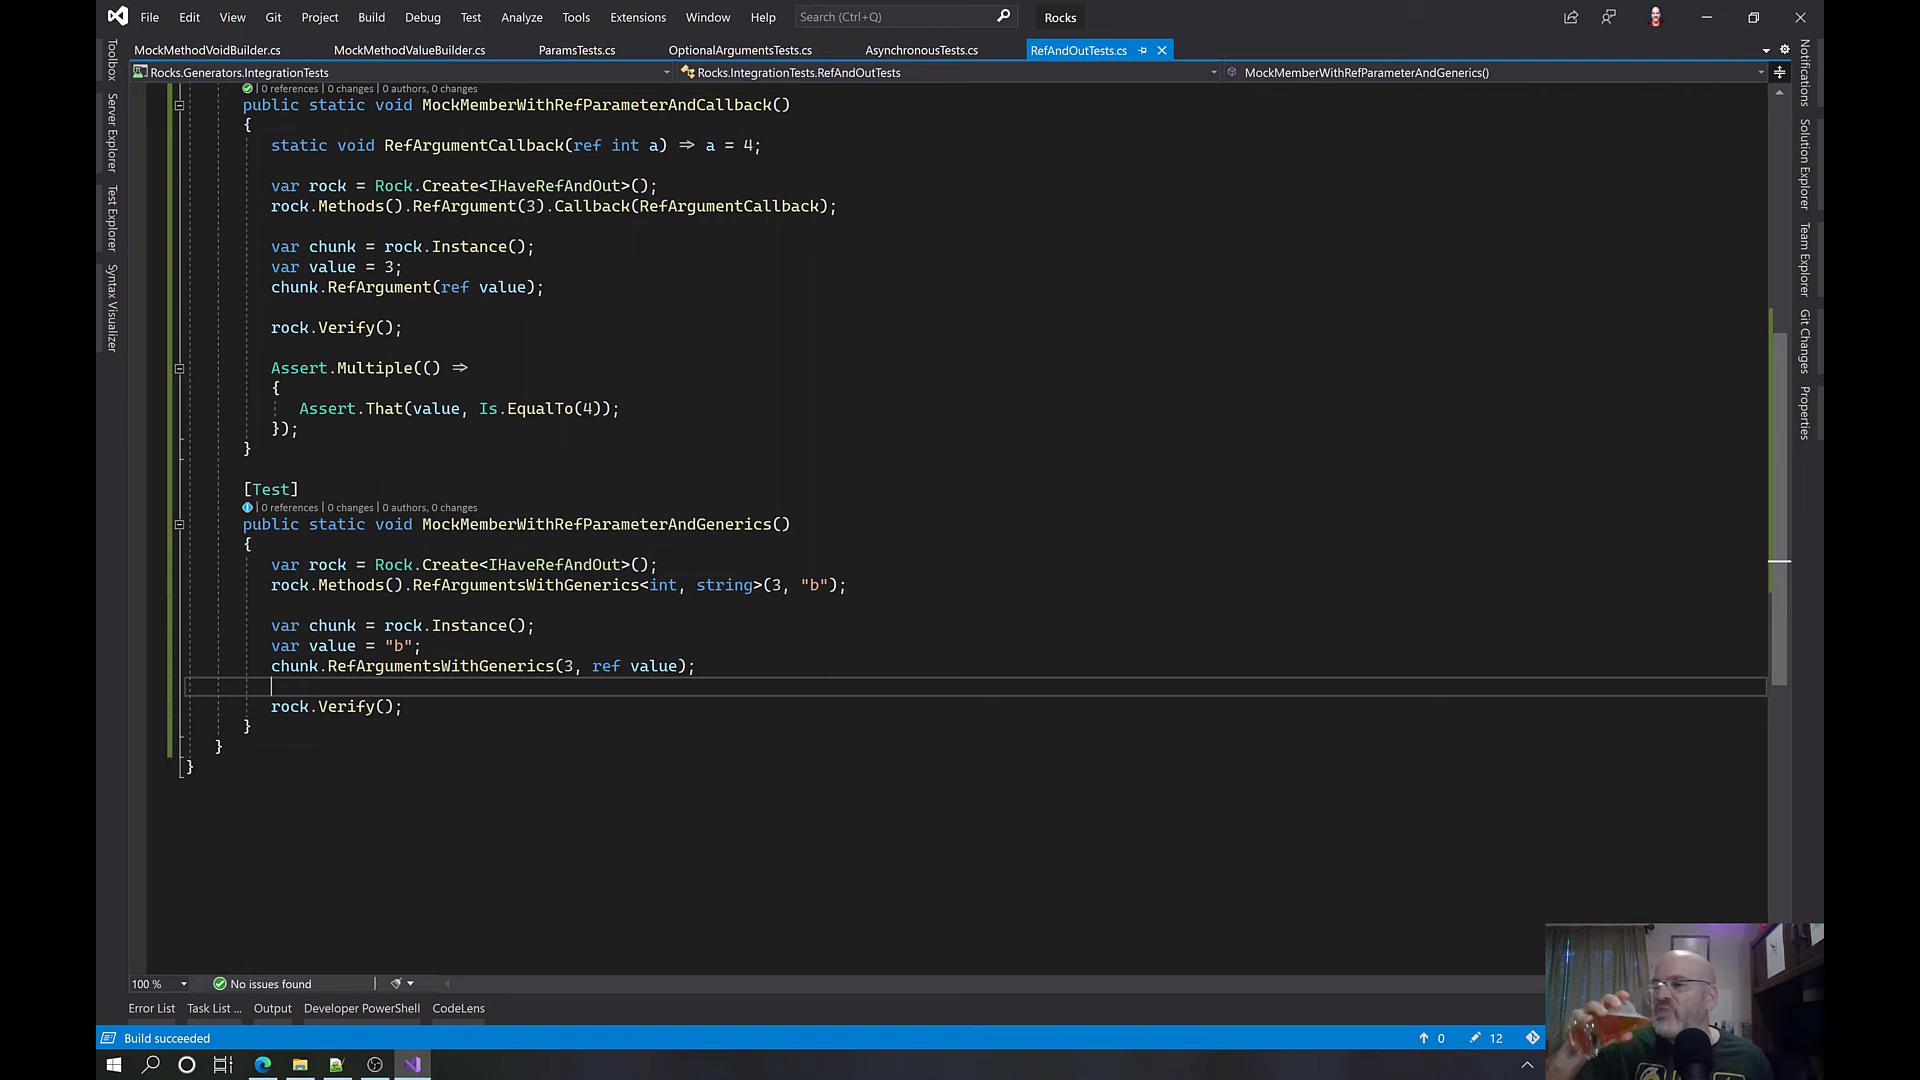 File Edit View Git Project Build Debug Test Analyze Tools Extensions Window Help Search (Ctrl+Q) Rocks
MockMethodVoidBuilder.cs MockMethodValueBuilder.cs ParamsTests.cs OptionalArgumentsTests.cs AsynchronousTests.cs RefAndOutTests.cs
Rocks.Generators.IntegrationTests Rocks.IntegrationTests.RefAndOutTests MockMemberWithRefParameterAndGenerics()
Toolbox
Server Explorer
Test Explorer
Syntax Visualizer
0 references | 0 changes | 0 authors, 0 changes
public static void MockMemberWithRefParameterAndCallback()
{
static void RefArgumentCallback(ref int a) => a = 4;
var rock = Rock.Create<IHaveRefAndOut>();
rock.Methods().RefArgument(3).Callback(RefArgumentCallback);
var chunk = rock.Instance();
var value = 3;
chunk.RefArgument(ref value);
rock.Verify();
Assert.Multiple(() =>
{
Assert.That(value, Is.EqualTo(4));
});
}
[Test]
0 references | 0 changes | 0 authors, 0 changes
public static void MockMemberWithRefParameterAndGenerics()
{
var rock = Rock.Create<IHaveRefAndOut>();
rock.Methods().RefArgumentsWithGenerics<int, string>(3, "b");
var chunk = rock.Instance();
var value = "b";
chunk.RefArgumentsWithGenerics(3, ref value);
rock.Verify();
}
}
}
Notifications
Solution Explorer
Team Explorer
Git Changes
Properties
100 % No issues found
Error List Task List ... Output Developer PowerShell CodeLens
Build succeeded 0 12